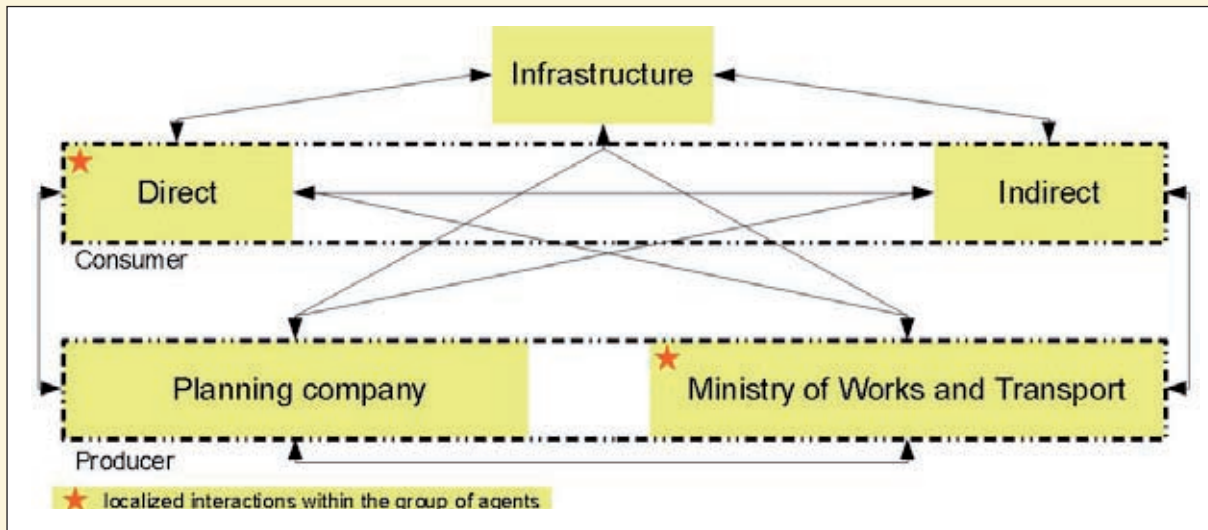 Infrastructure
Direct
Indirect
Consumer
Planning company
Ministry of Works and Transport
Producer
localized interactions within the group of agents